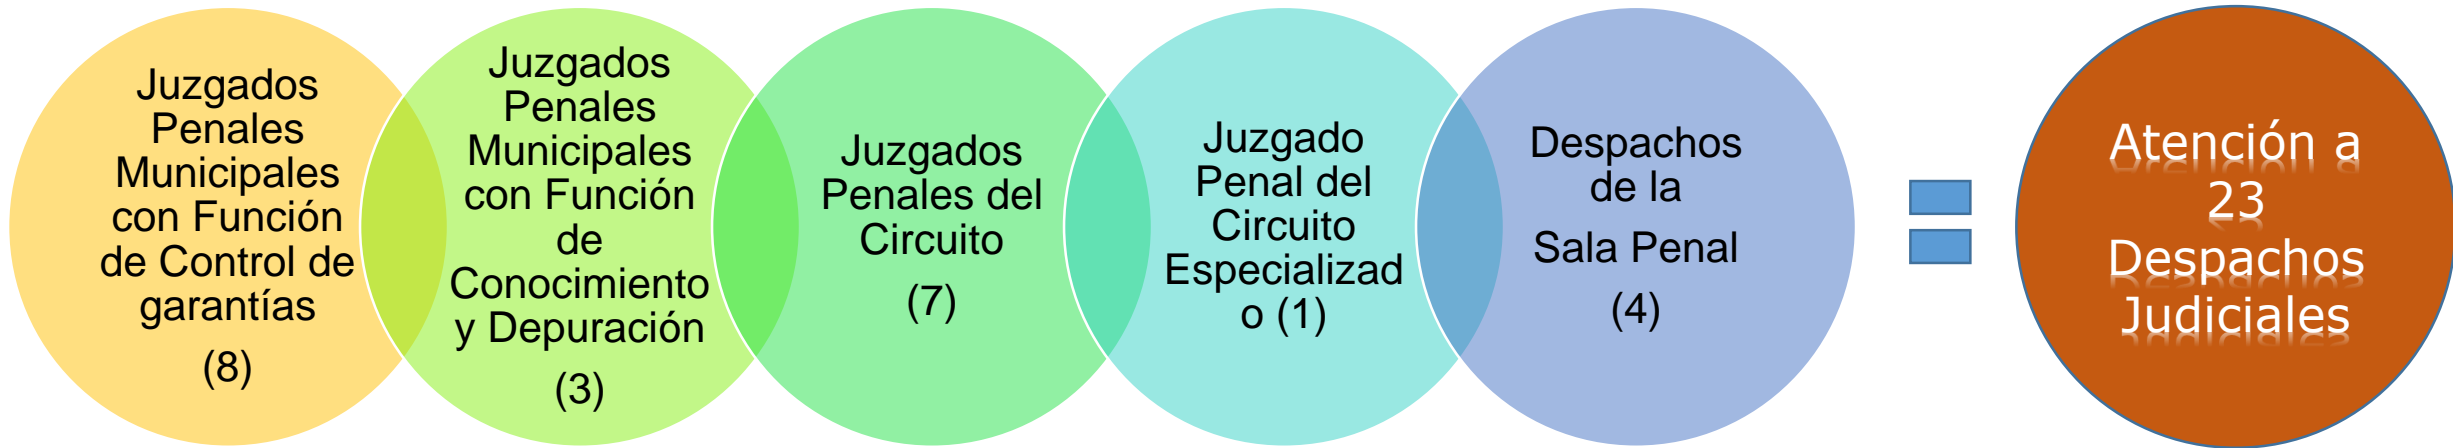 Juzgados
Penales
Municipales
con Función
de Control de
garantías
(8)
Juzgados
Penales
Municipales
con Función
de
Conocimiento
y Depuración
(3)
Juzgados
Penales del
Circuito
(7)
Juzgado
Penal del
Circuito
Especializad
o (1)
Despachos
de la
Sala Penal
(4)
Atención a
23
Despachos
Judiciales